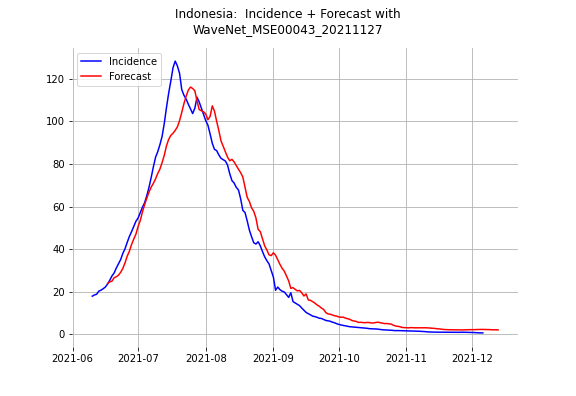 Indonesia:  Incidence + Forecast with
WaveNet_MSE00043_20211127
Incidence
Forecast
120
100
80
60
40
20
0
2021-06 2021-07 2021-08 2021-09 2021-10 2021-11 2021-12